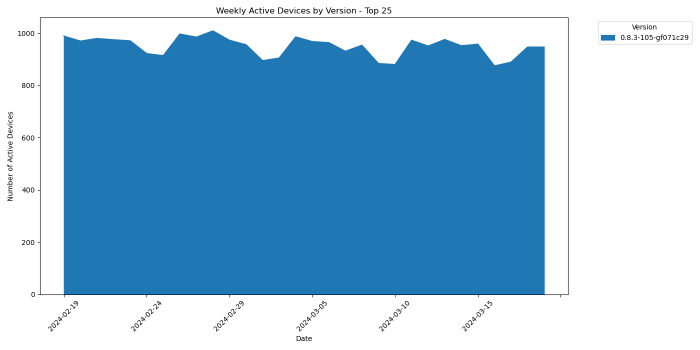 Weekly Active Devices by Version - Top 25
Version
0.8.3-105-gf071c29
Number of Active Devices
1000
800
600
400
200
0
2024-02-19
2024-02-24
2024-02-29
2024-03-05
2024-03-10
2024-03-15
Date